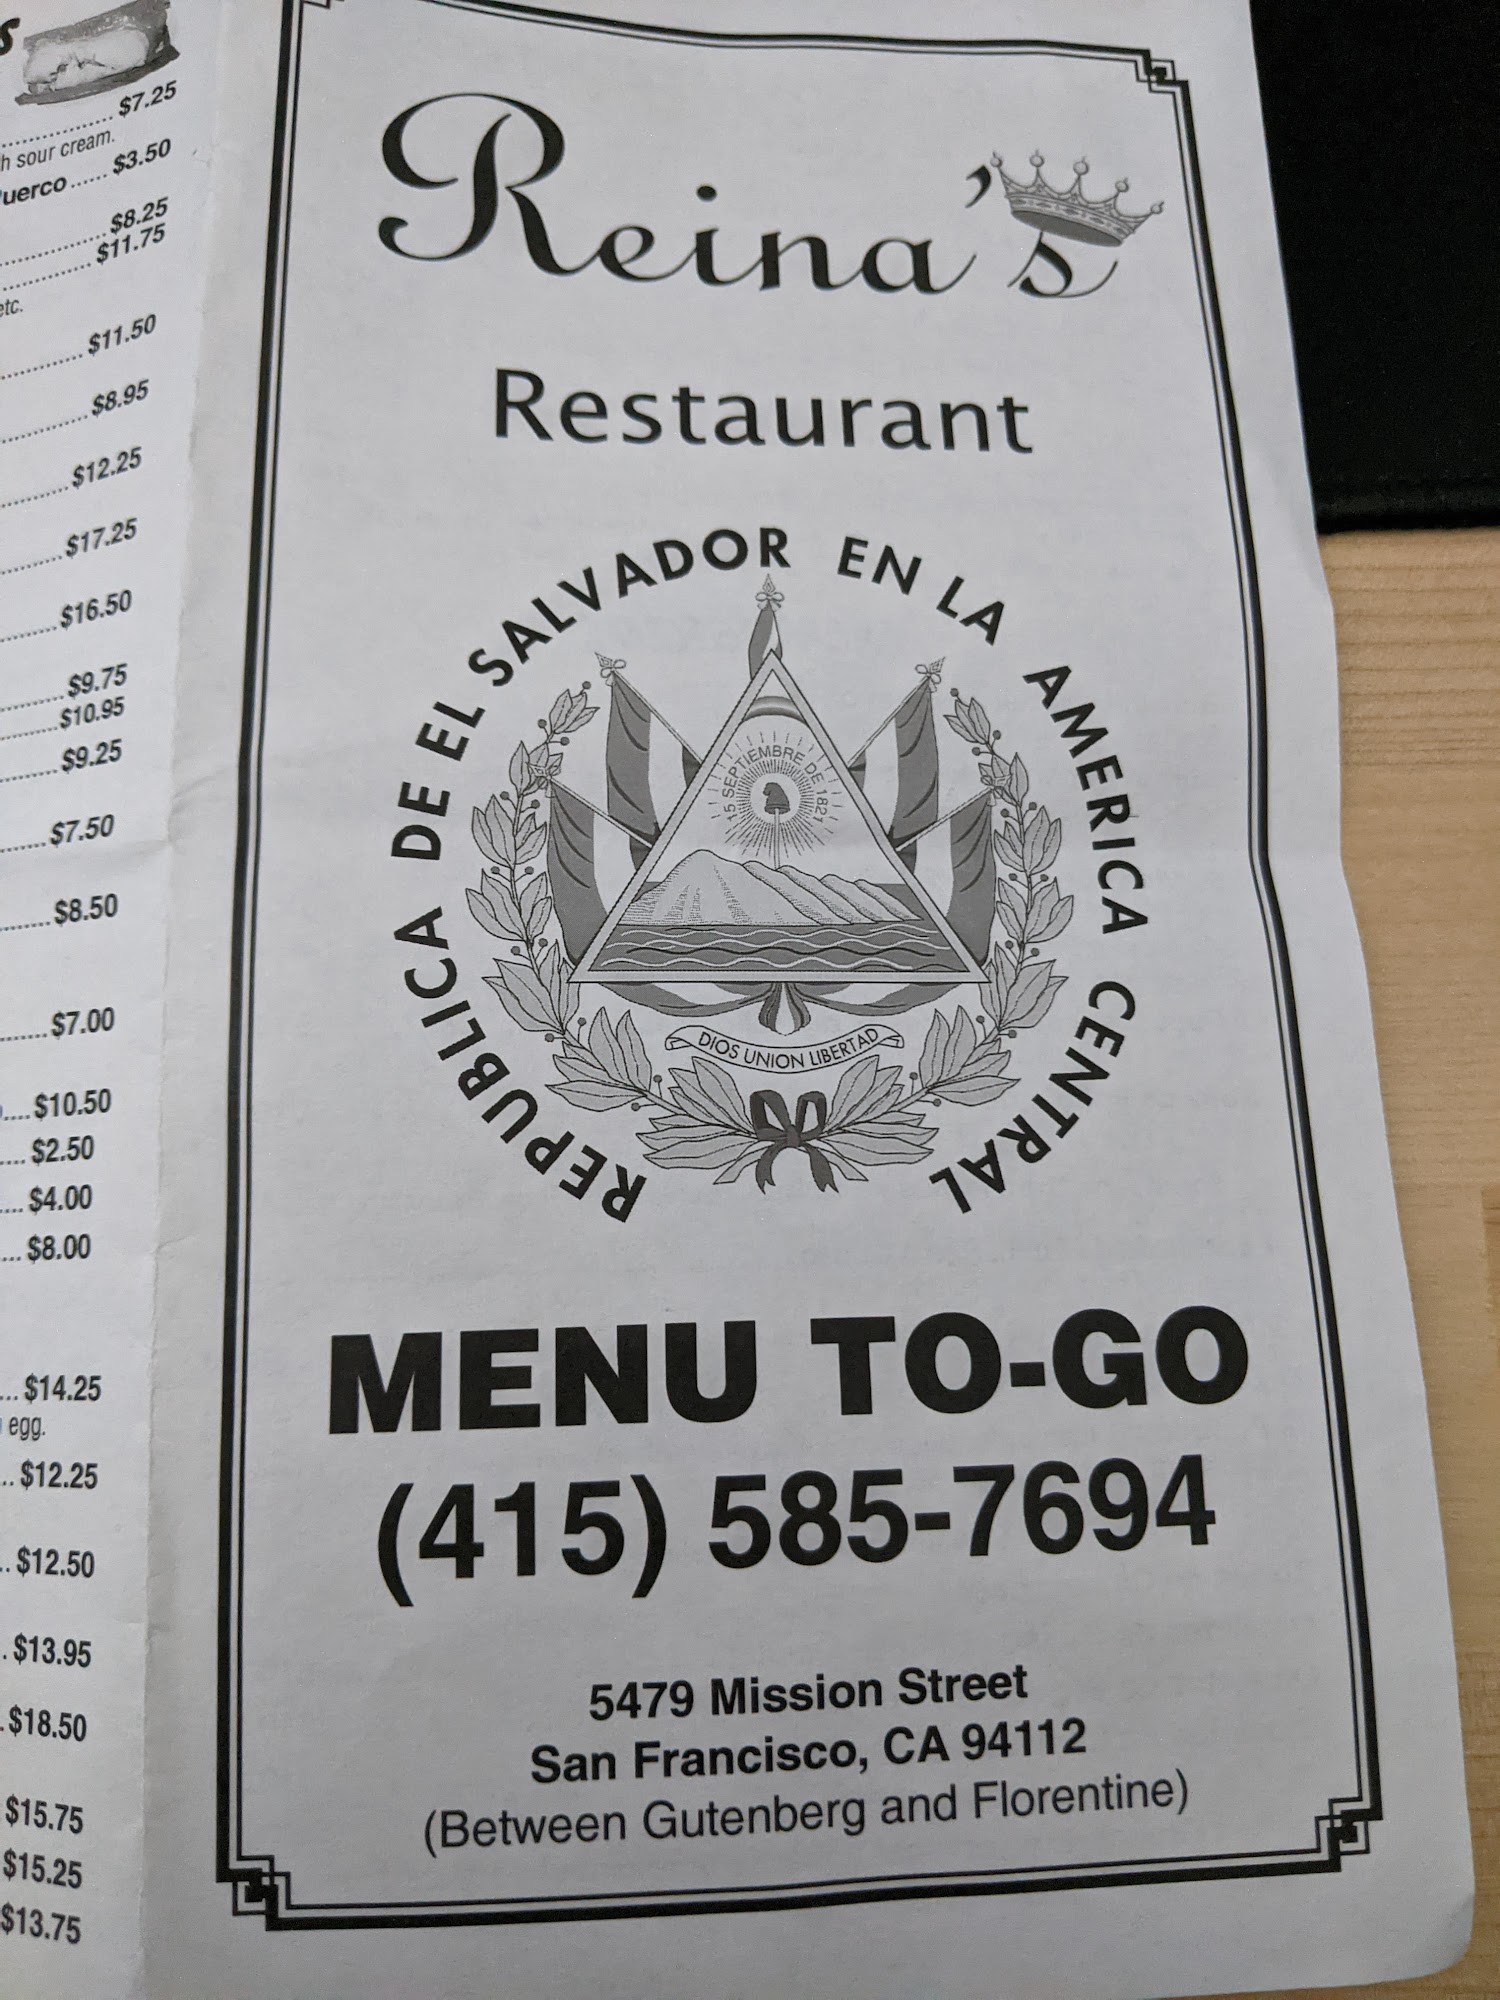 $7.25
h sour cream.
uerco ...... $3.50
$8.25
$11.75
etc.
$11.50
$8.95
$12.25
$17.25
$16.50
$9.75
$10.95
$9.25
$7.50
$8.50
$7.00
$10.50
$2.50
$4.00
$8.00
$14.25
egg.
$12.25
$12.50
$13.95
$18.50
$15.75
$15.25
$13.75
Reina's
Restaurant
REPUBLICA DE EL SALVADOR EN LA AMERICA CENTRAL
15 SEPTIEMBRE DE 1821
DIOS UNION LIBERTAD
MENU TO-GO
(415) 585-7694
5479 Mission Street
San Francisco, CA 94112
(Between Gutenberg and Florentine)